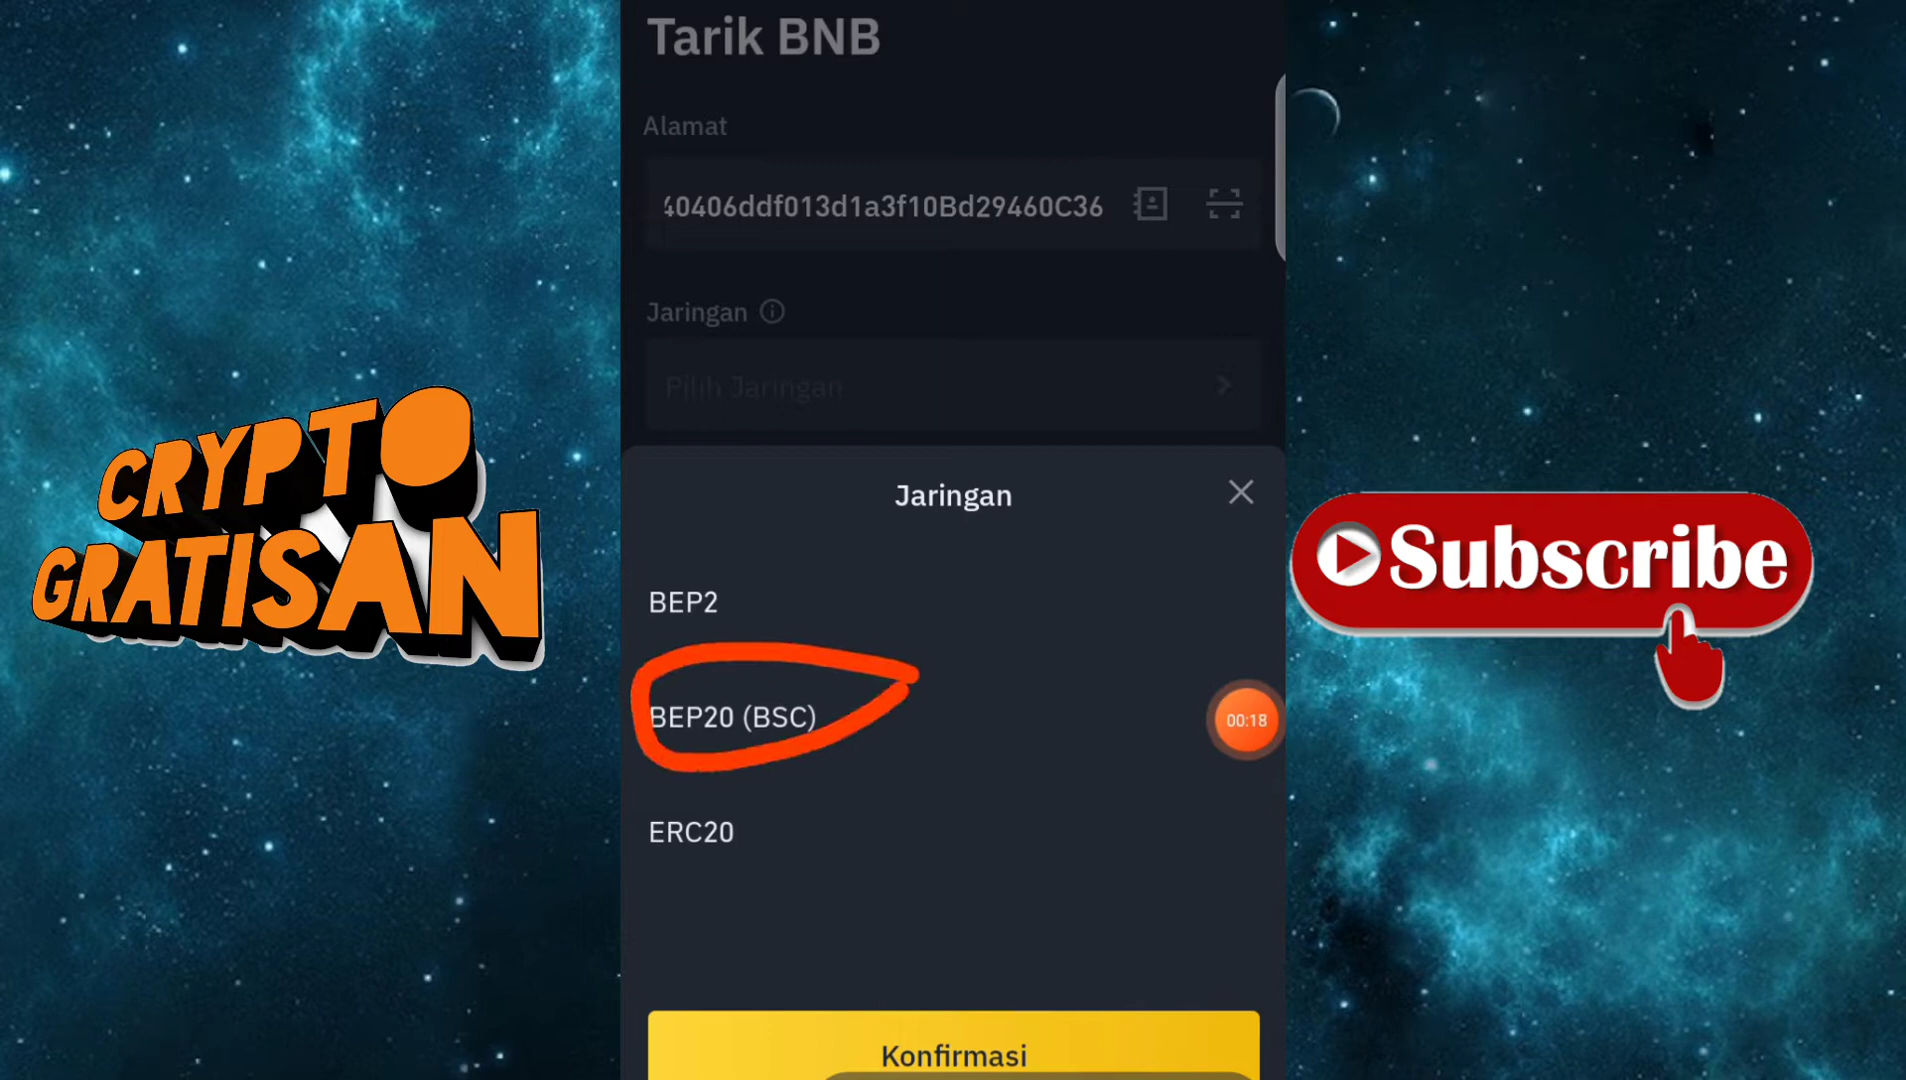 Tarik BNB
Alamat
40406ddf013d1a3f10Bd29460C36
Jaringan
Pilih Jaringan
Jaringan
BEP2
BEP20 (BSC)
00:18
ERC20
Konfirmasi
CRYPTO
GRATISAN
Subscribe